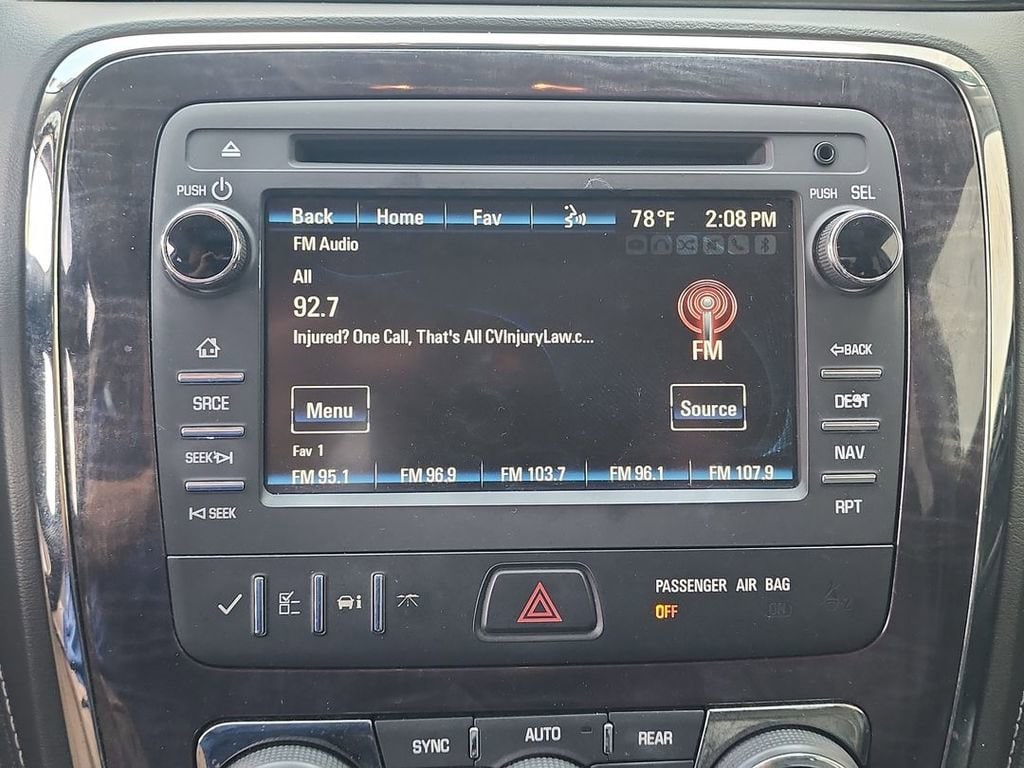 PUSH
PUSH SEL
Back Home Fav 78°F 2:08 PM
FM Audio
All
92.7
Injured? One Call, That's All CVInjuryLaw.c...
FM
BACK
SRCE
DEST
Menu Source
SEEK
NAV
Fav 1
FM 95.1 FM 96.9 FM 103.7 FM 96.1 FM 107.9
SEEK
RPT
PASSENGER AIR BAG
OFF ON
SYNC AUTO REAR